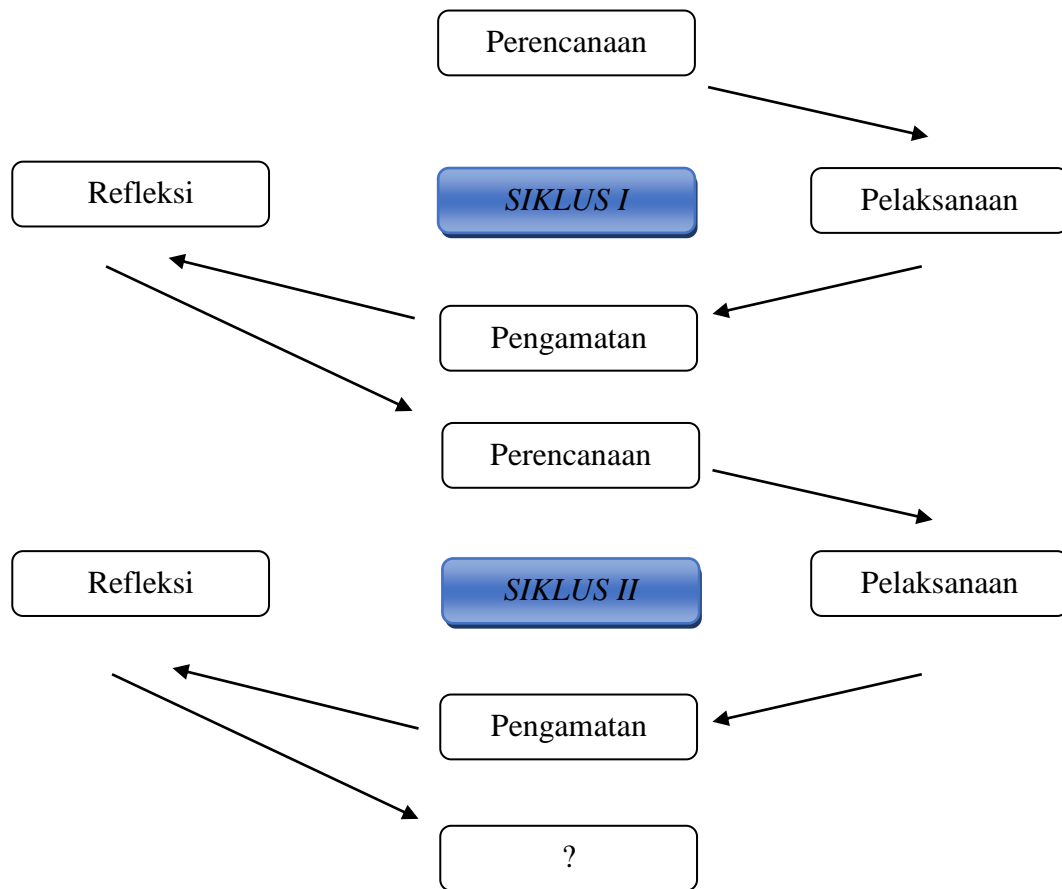 Perencanaan
Refleksi
SIKLUS I
Pelaksanaan
Pengamatan
Perencanaan
Refleksi
SIKLUS II
Pelaksanaan
Pengamatan
?